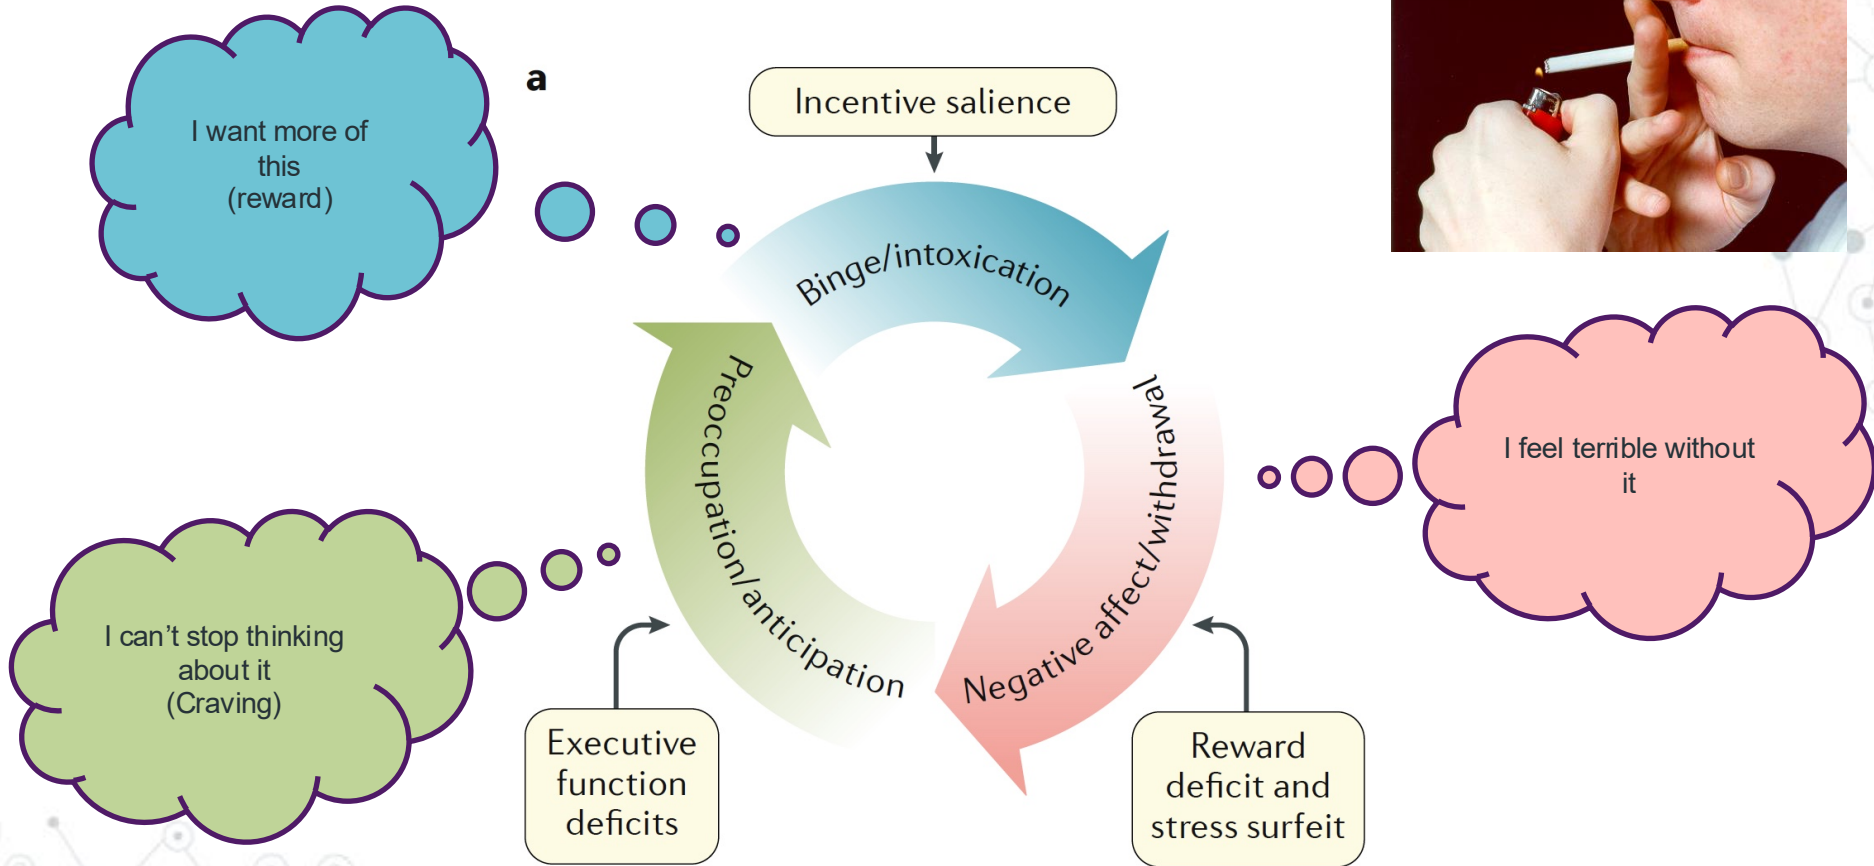 a
I want more of
this
(reward)
Incentive salience
Binge/intoxication
Preoccupation/anticipation
Negative affect/withdrawal
I feel terrible without
it
I can’t stop thinking
about it
(Craving)
Executive
function
deficits
Reward
deficit and
stress surfeit